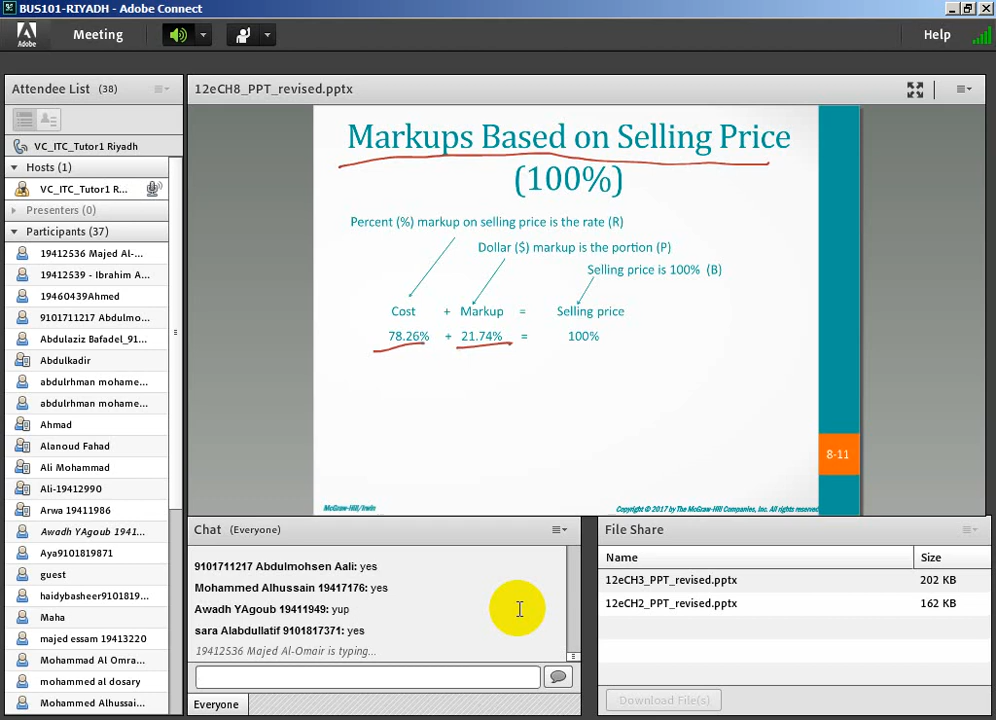 BUS101-RIYADH - Adobe Connect
Adobe
Meeting
Help
Attendee List (38)
VC_ITC_Tutor1 Riyadh
Hosts (1)
VC_ITC_Tutor1 R...
Presenters (0)
Participants (37)
19412536 Majed Al-...
19412539 - Ibrahim A...
19460439Ahmed
9101711217 Abdulmo...
Abdulaziz Bafadel_91...
Abdulkadir
abdulrhman mohame...
abdulrhman mohame...
Ahmad
Alanoud Fahad
Ali Mohammad
Ali-19412990
Arwa 19411986
Awadh YAgoub 1941...
Aya9101819871
guest
haidybasheer9101819...
Maha
majed essam 19413220
Mohammad Al Omra...
mohammed al dosary
Mohammed Alhussai...
12eCH8_PPT_revised.pptx
Markups Based on Selling Price
(100%)
Percent (%) markup on selling price is the rate (R)
Dollar ($) markup is the portion (P)
Selling price is 100% (B)
Cost + Markup = Selling price
78.26% + 21.74% = 100%
8-11
McGraw-Hill/Irwin
Copyright © 2017 by The McGraw-Hill Companies, Inc. All rights reserved.
Chat (Everyone)
9101711217 Abdulmohsen Aali: yes
Mohammed Alhussain 19417176: yes
Awadh YAgoub 19411949: yup
sara Alabdullatif 9101817371: yes
19412536 Majed Al-Omair is typing...
Everyone
File Share
Name Size
12eCH3_PPT_revised.pptx 202 KB
12eCH2_PPT_revised.pptx 162 KB
Download File(s)